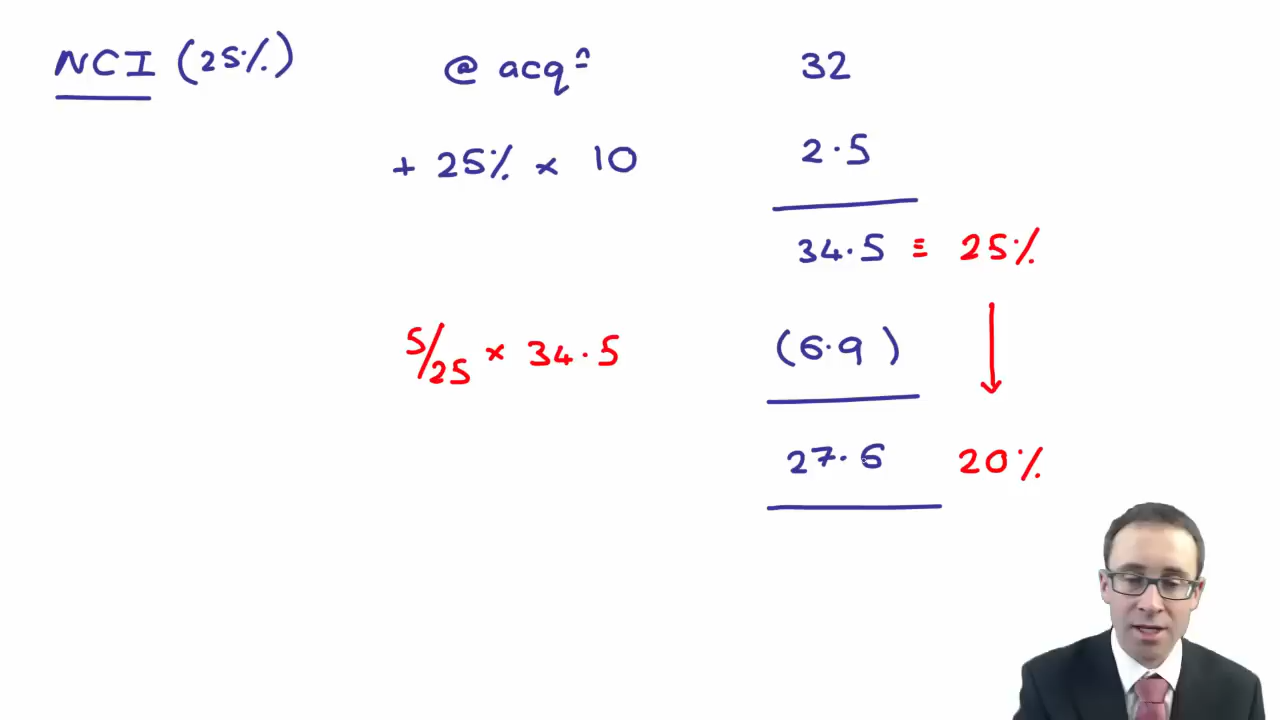 NCI (25%) @ acqⁿ 32
+ 25% × 10 2.5
34.5 ≡ 25%
5/25 × 34.5 (6.9)
27.6 20%